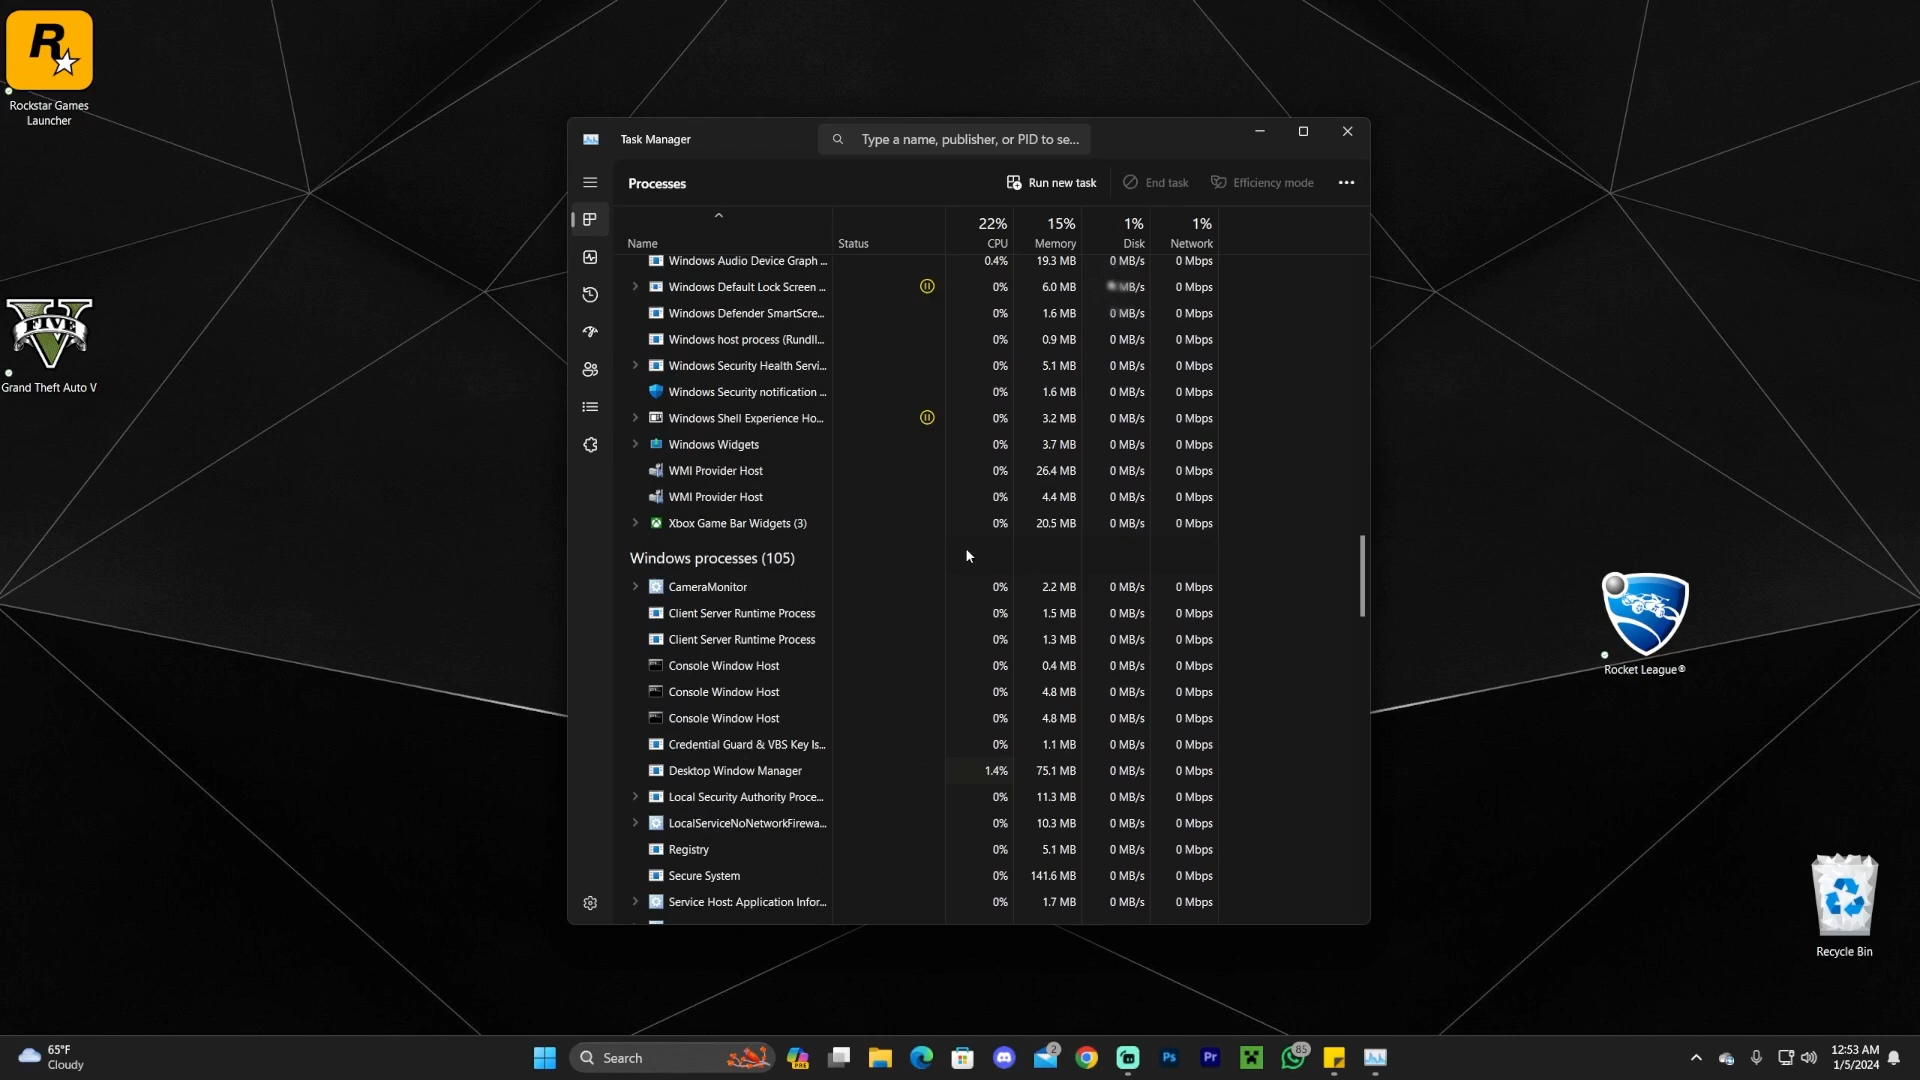 Rockstar Games
Launcher
Grand Theft Auto V
Rocket League®
Recycle Bin
Task Manager
Type a name, publisher, or PID to se...
Processes
Run new task
End task
Efficiency mode
22% 15% 1% 1%
Name Status CPU Memory Disk Network
Windows Audio Device Graph ... 0.4% 19.3 MB 0 MB/s 0 Mbps
Windows Default Lock Screen ... 0% 6.0 MB MB/s 0 Mbps
Windows Defender SmartScre... 0% 1.6 MB 0 MB/s 0 Mbps
Windows host process (Rundll... 0% 0.9 MB 0 MB/s 0 Mbps
Windows Security Health Servi... 0% 5.1 MB 0 MB/s 0 Mbps
Windows Security notification ... 0% 1.6 MB 0 MB/s 0 Mbps
Windows Shell Experience Ho... 0% 3.2 MB 0 MB/s 0 Mbps
Windows Widgets 0% 3.7 MB 0 MB/s 0 Mbps
WMI Provider Host 0% 26.4 MB 0 MB/s 0 Mbps
WMI Provider Host 0% 4.4 MB 0 MB/s 0 Mbps
Xbox Game Bar Widgets (3) 0% 20.5 MB 0 MB/s 0 Mbps
Windows processes (105)
CameraMonitor 0% 2.2 MB 0 MB/s 0 Mbps
Client Server Runtime Process 0% 1.5 MB 0 MB/s 0 Mbps
Client Server Runtime Process 0% 1.3 MB 0 MB/s 0 Mbps
Console Window Host 0% 0.4 MB 0 MB/s 0 Mbps
Console Window Host 0% 4.8 MB 0 MB/s 0 Mbps
Console Window Host 0% 4.8 MB 0 MB/s 0 Mbps
Credential Guard & VBS Key Is... 0% 1.1 MB 0 MB/s 0 Mbps
Desktop Window Manager 1.4% 75.1 MB 0 MB/s 0 Mbps
Local Security Authority Proce... 0% 11.3 MB 0 MB/s 0 Mbps
LocalServiceNoNetworkFirewa... 0% 10.3 MB 0 MB/s 0 Mbps
Registry 0% 5.1 MB 0 MB/s 0 Mbps
Secure System 0% 141.6 MB 0 MB/s 0 Mbps
Service Host: Application Infor... 0% 1.7 MB 0 MB/s 0 Mbps
R
V
FIVE
65°F
Cloudy
Search
PRE
2
Ps
Pr
85
12:53 AM
1/5/2024